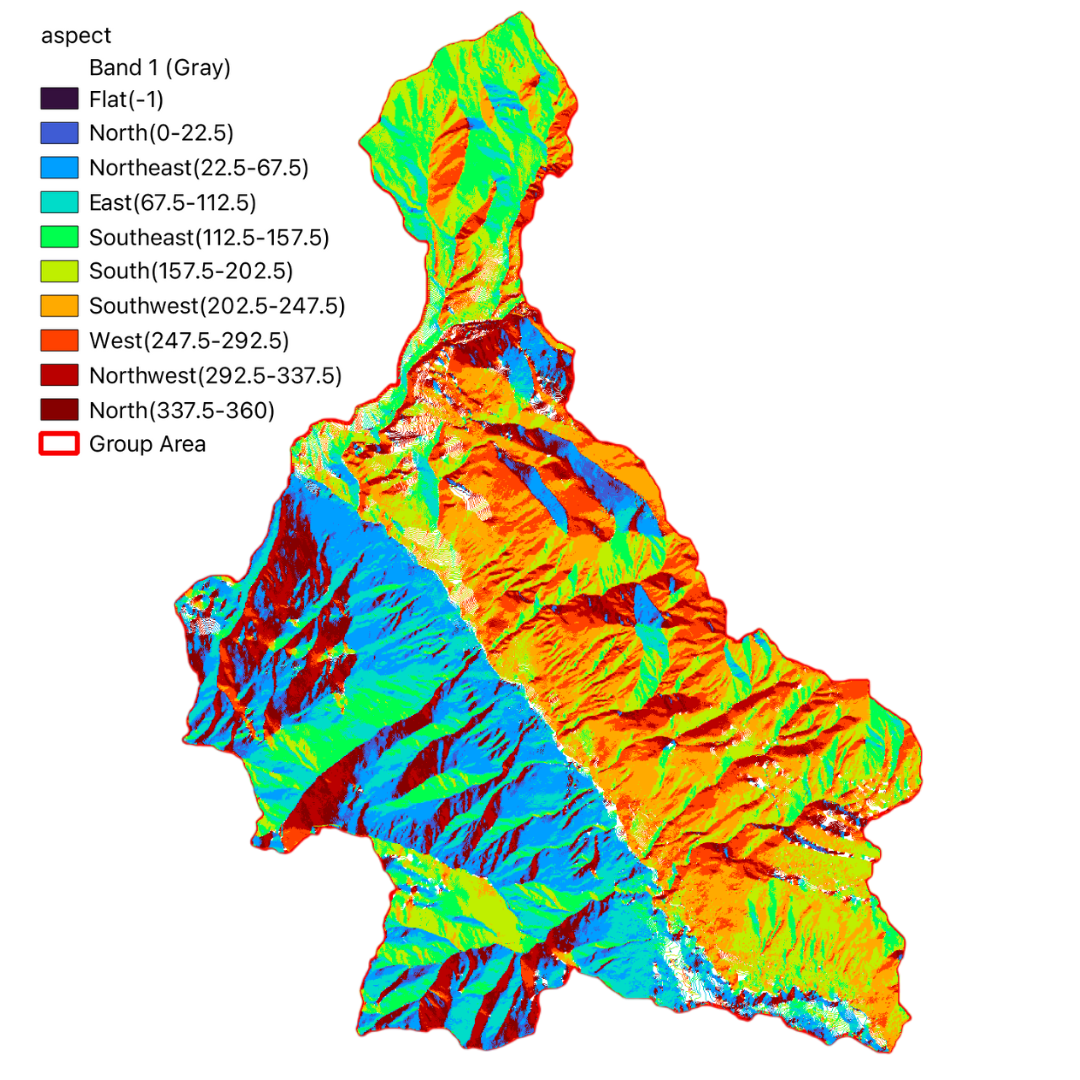 aspect
Band 1 (Gray)
Flat(-1)
North(0-22.5)
Northeast(22.5-67.5)
East(67.5-112.5)
Southeast(112.5-157.5)
South(157.5-202.5)
Southwest(202.5-247.5)
West(247.5-292.5)
Northwest(292.5-337.5)
North(337.5-360)
Group Area